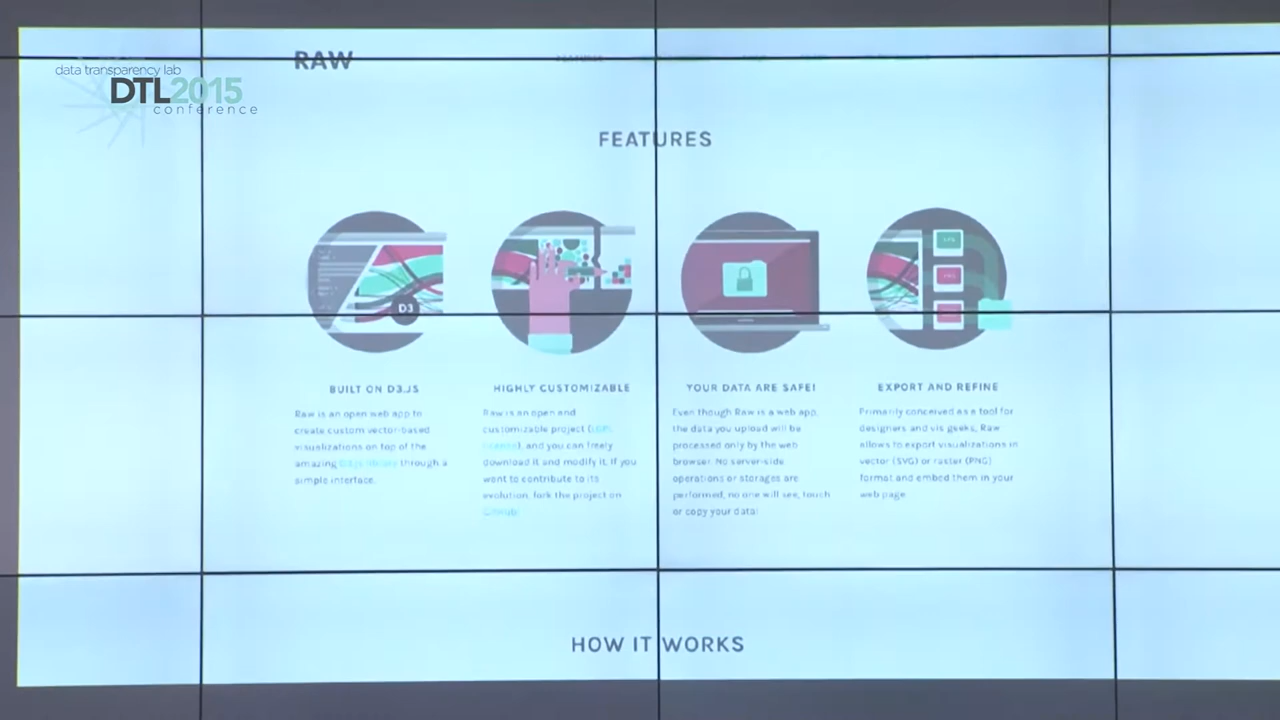 data transparency lab
DTL2015
conference
RAW
FEATURES
D3
BUILT ON D3.JS
Raw is an open web app to
create custom vector-based
visualizations on top of the
amazing D3.js library through a
simple interface.
HIGHLY CUSTOMIZABLE
Raw is an open and
customizable project (LGPL
license), and you can freely
download it and modify it. If you
want to contribute to its
evolution, fork the project on
GitHub
YOUR DATA ARE SAFE!
Even though Raw is a web app,
the data you upload will be
processed only by the web
browser. No server-side
operations or storages are
performed, no one will see, touch
or copy your data!
EXPORT AND REFINE
Primarily conceived as a tool for
designers and vis geeks, Raw
allows to export visualizations in
vector (SVG) or raster (PNG)
format and embed them in your
web page.
HOW IT WORKS